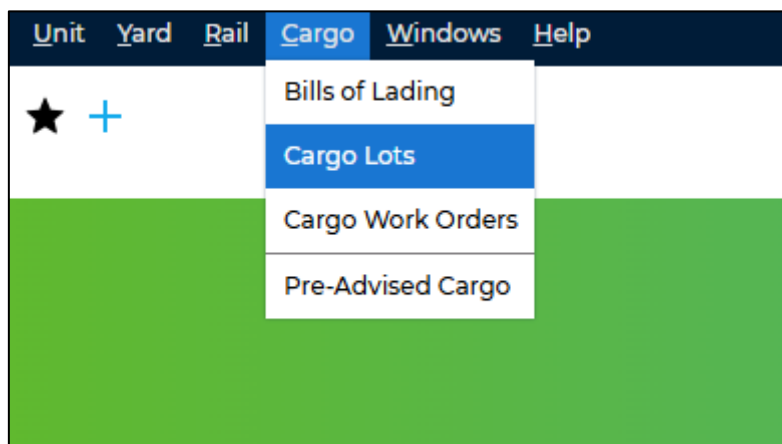 Unit Yard Rail Cargo Windows Help
Bills of Lading
Cargo Lots
Cargo Work Orders
Pre-Advised Cargo